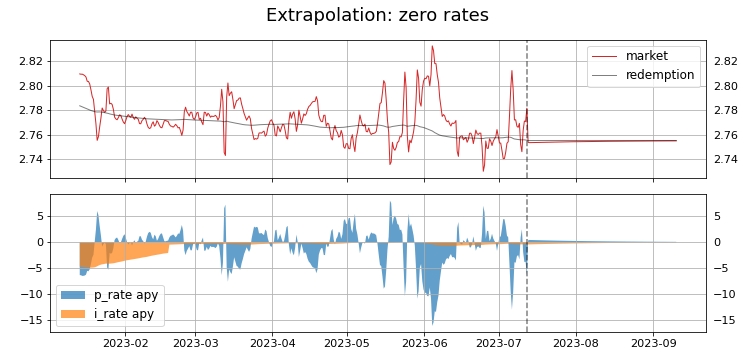 Extrapolation: zero rates
2.82 2.82
2.80 2.80
2.78 2.78
2.76 2.76
2.74 2.74
market
redemption
5
0
−5
−10
−15
5
0
−5
−10
−15
p_rate apy
i_rate apy
2023-02 2023-03 2023-04 2023-05 2023-06 2023-07 2023-08 2023-09